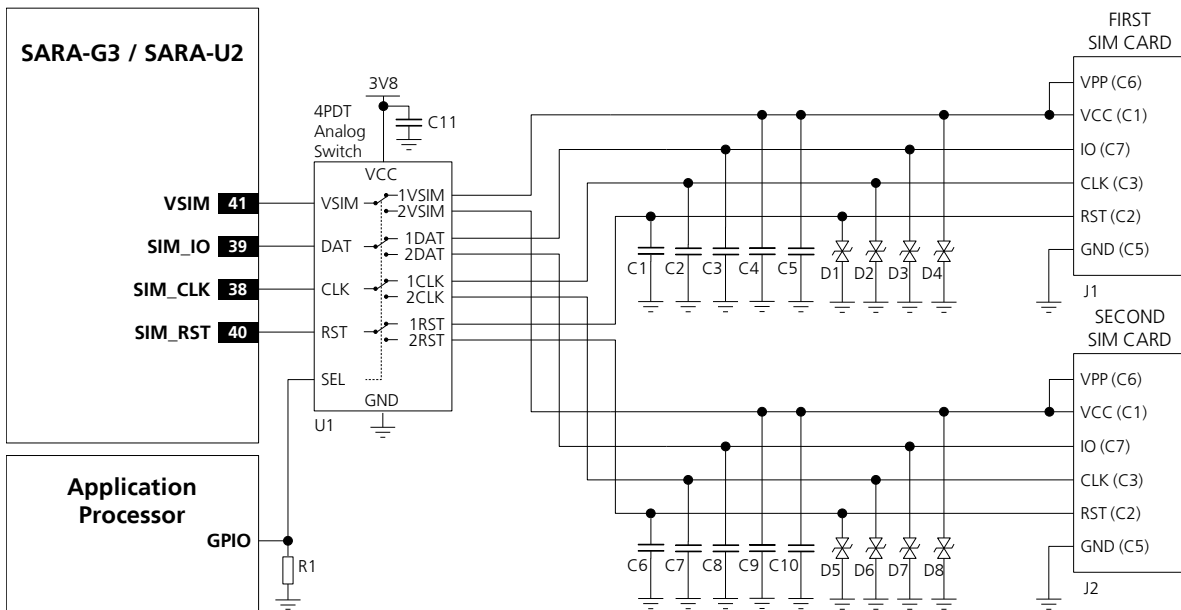 SARA-G3 / SARA-U2
VSIM 41
SIM_IO 39
SIM_CLK 38
SIM_RST 40
Application
Processor
GPIO
R1
3V8
C11
4PDT
Analog
Switch
VCC
VSIM
1VSIM
2VSIM
DAT
1DAT
2DAT
CLK
1CLK
2CLK
RST
1RST
2RST
SEL
GND
U1
C1 C2 C3 C4 C5 D1 D2 D3 D4
FIRST
SIM CARD
VPP (C6)
VCC (C1)
IO (C7)
CLK (C3)
RST (C2)
GND (C5)
J1
C6 C7 C8 C9 C10 D5 D6 D7 D8
SECOND
SIM CARD
VPP (C6)
VCC (C1)
IO (C7)
CLK (C3)
RST (C2)
GND (C5)
J2